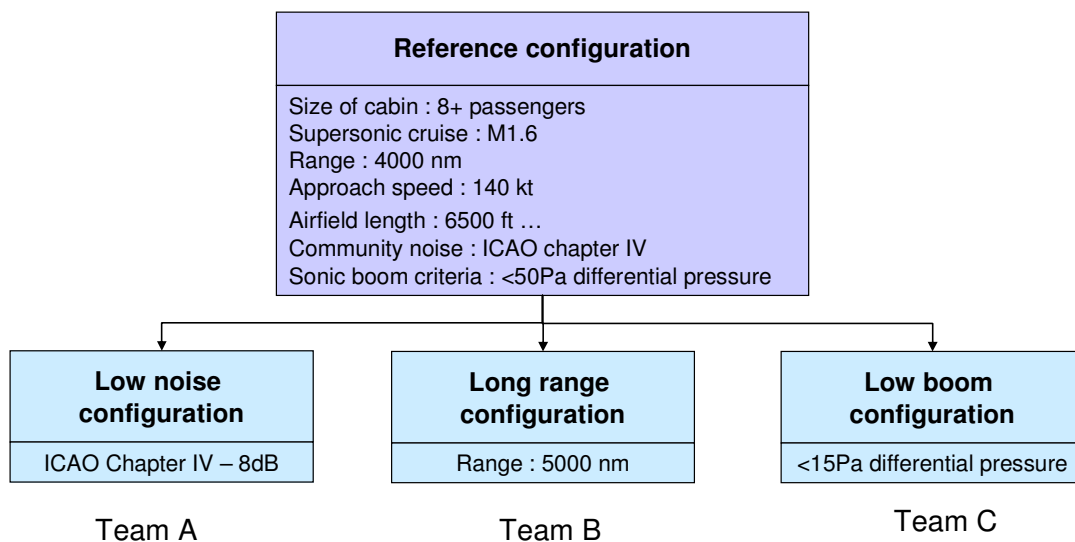 Reference configuration
Size of cabin : 8+ passengers
Supersonic cruise : M1.6
Range : 4000 nm
Approach speed : 140 kt
Airfield length : 6500 ft …
Community noise : ICAO chapter IV
Sonic boom criteria : <50Pa differential pressure
Low noise
configuration
ICAO Chapter IV – 8dB
Team A
Long range
configuration
Range : 5000 nm
Team B
Low boom
configuration
<15Pa differential pressure
Team C